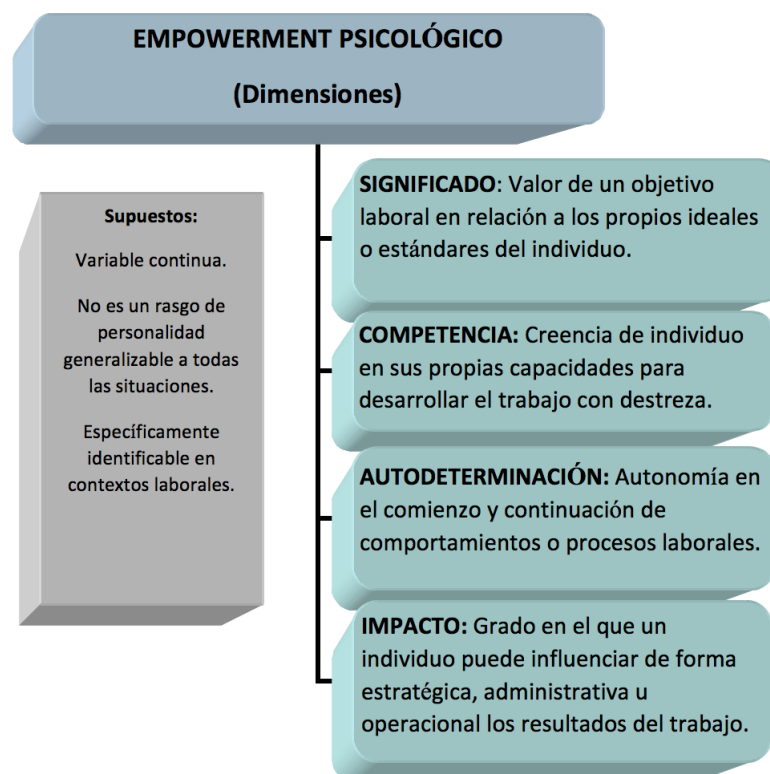 EMPOWERMENT PSICOLÓGICO
(Dimensiones)
Supuestos:
Variable continua.
No es un rasgo de
personalidad
generalizable a todas
las situaciones.
Específicamente
identificable en
contextos laborales.
SIGNIFICADO: Valor de un objetivo
laboral en relación a los propios ideales
o estándares del individuo.
COMPETENCIA: Creencia de individuo
en sus propias capacidades para
desarrollar el trabajo con destreza.
AUTODETERMINACIÓN: Autonomía en
el comienzo y continuación de
comportamientos o procesos laborales.
IMPACTO: Grado en el que un
individuo puede influenciar de forma
estratégica, administrativa u
operacional los resultados del trabajo.